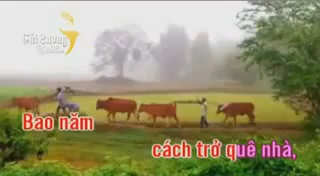 Bao năm
cách trở quê nhà,